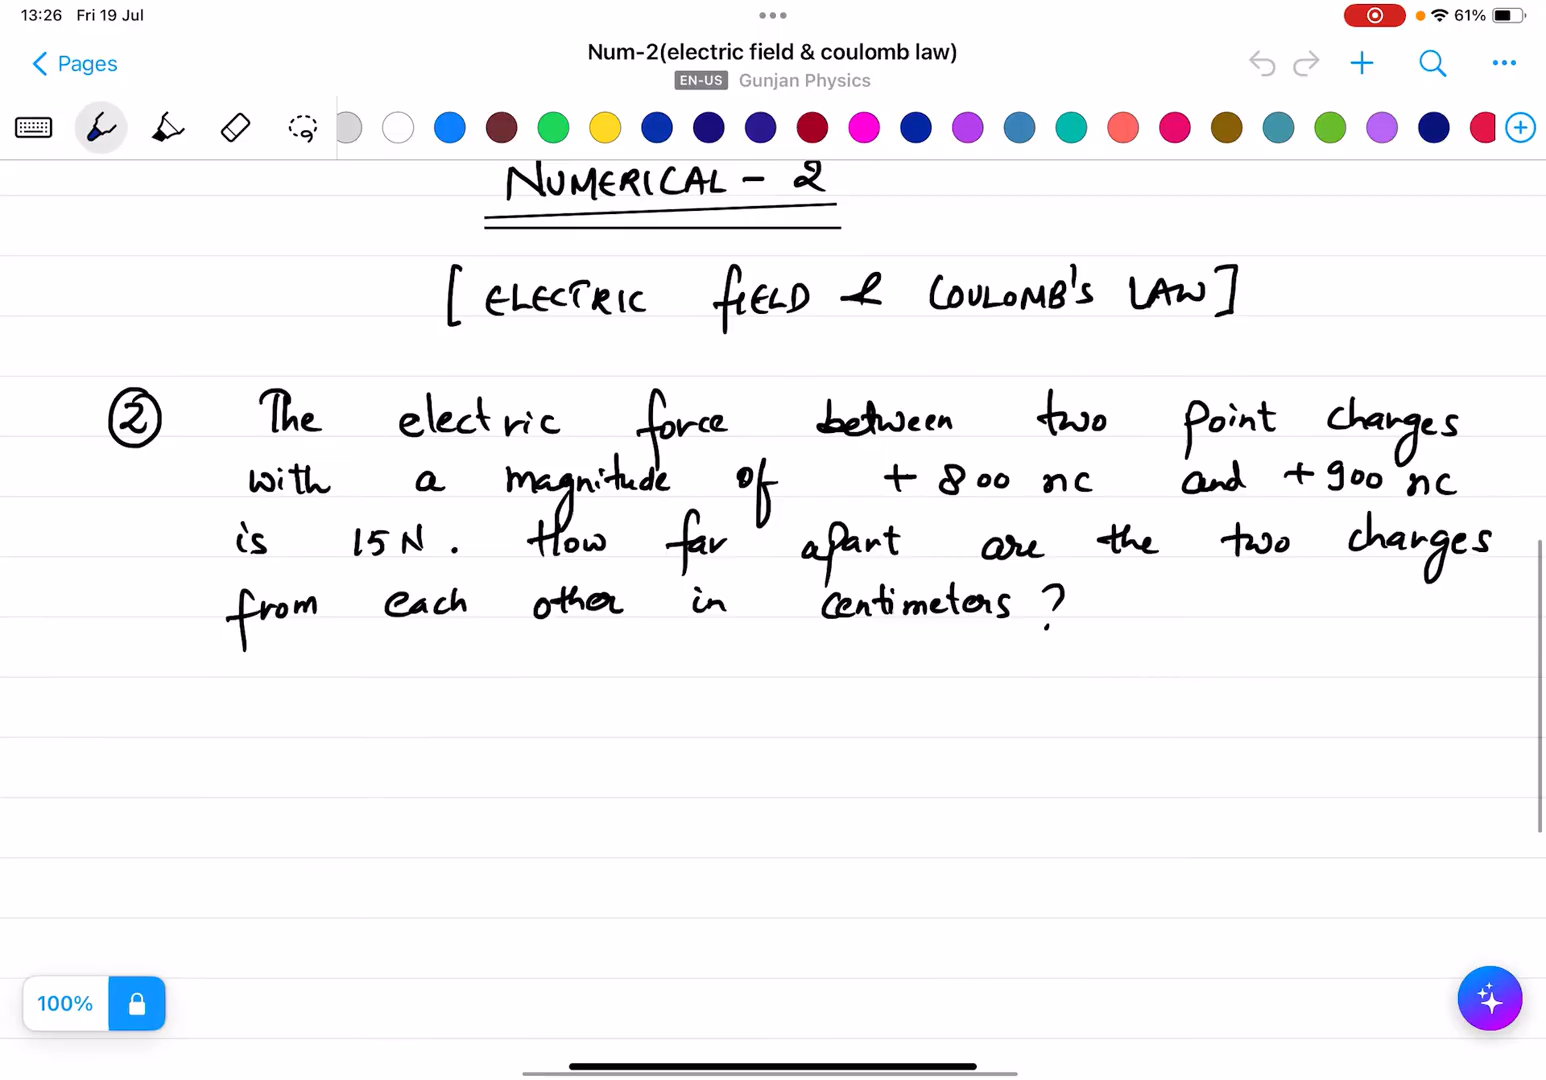 13:26 Fri 19 Jul
61%
Pages
Num-2(electric field & coulomb law)
EN-US Gunjan Physics
NUMERICAL - 2
[ELECTRIC FIELD & COULOMB'S LAW]
2 The electric force between two point charges
with a magnitude of +800 nc and +900 nc
is 15N. How far apart are the two charges
from each other in centimeters?
100%